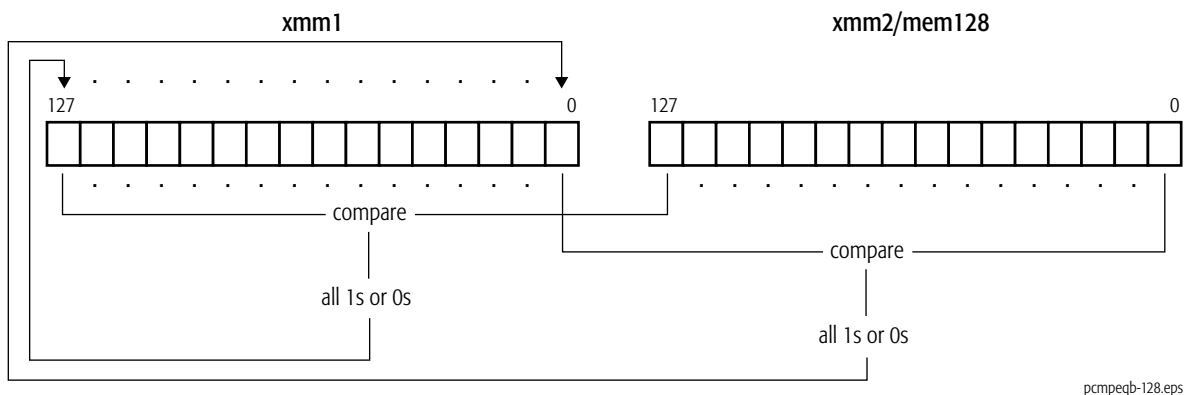 xmm1 xmm2/mem128
. . . . . . . . . . . . . .
127 0 127 0
. . . . . . . . . . . . . . . . . . . . . . . . . . . .
compare
compare
all 1s or 0s
all 1s or 0s
pcmpeqb-128.eps